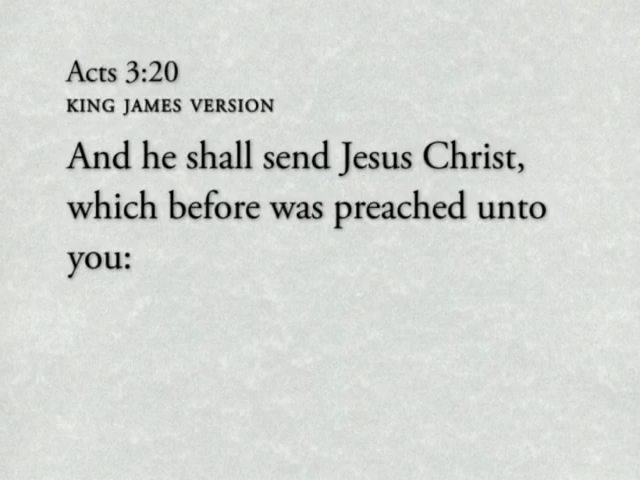 Acts 3:20
KING JAMES VERSION
And he shall send Jesus Christ,
which before was preached unto
you: